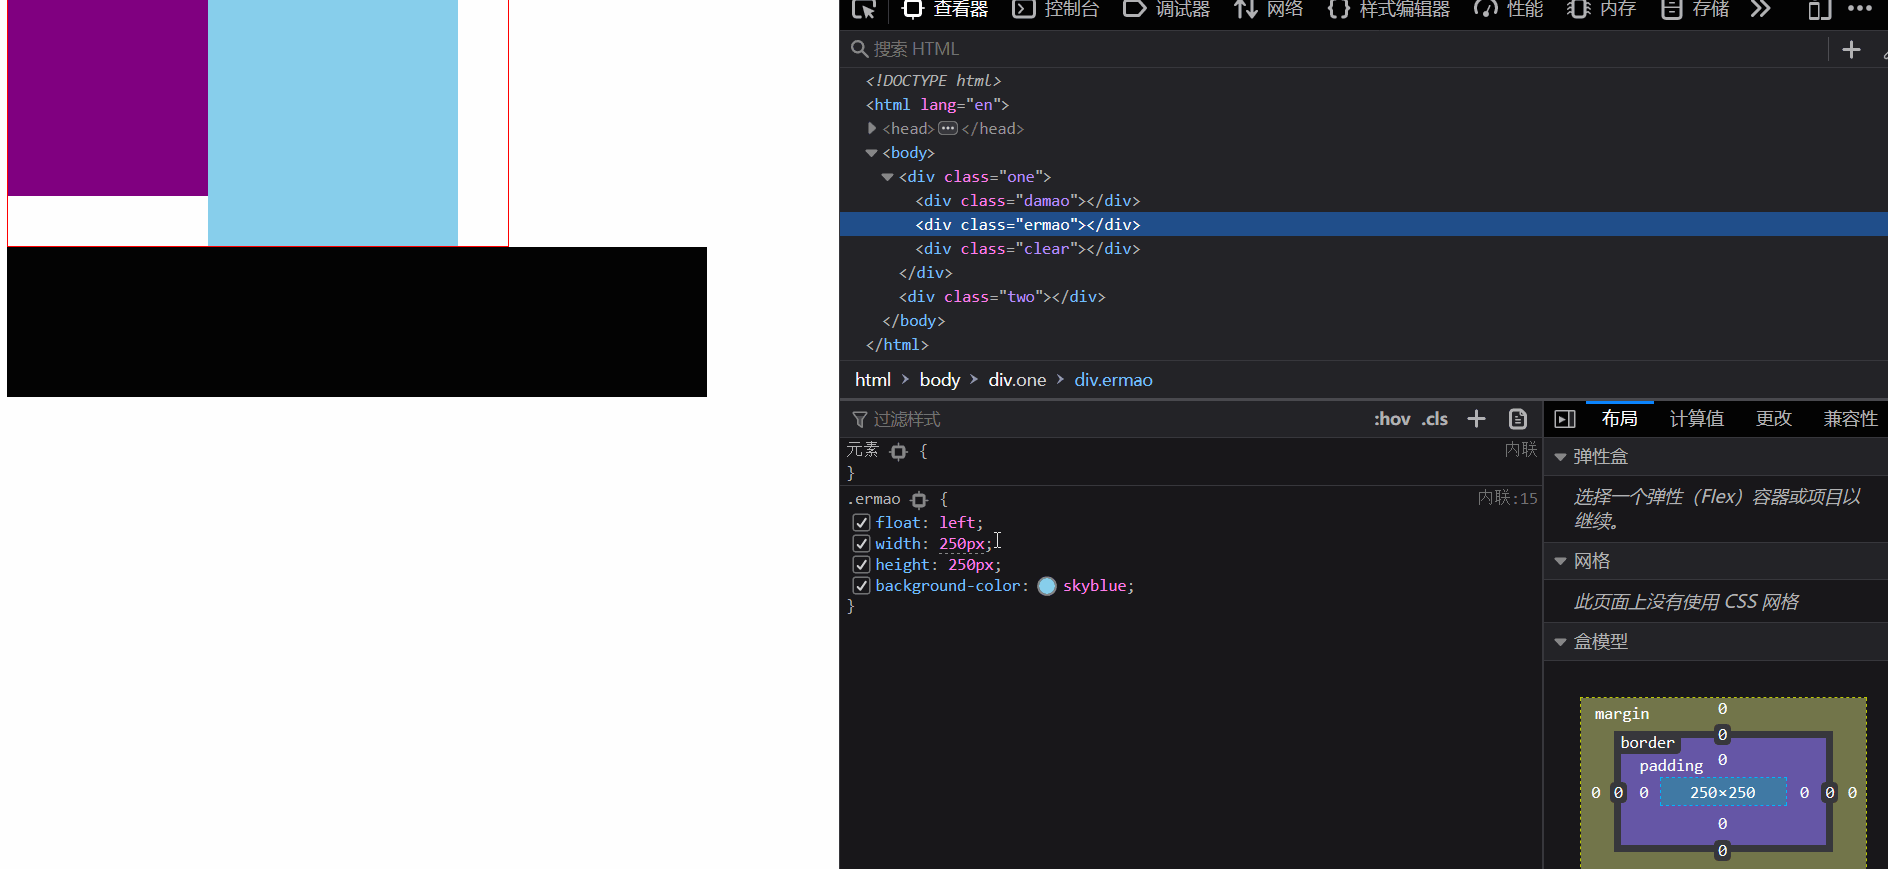 查看器 控制台 调试器 网络 样式编辑器 性能 内存 存储
搜索 HTML
<!DOCTYPE html>
<html lang="en">
<head> </head>
<body>
<div class="one">
<div class="damao"></div>
<div class="ermao"></div>
<div class="clear"></div>
</div>
<div class="two"></div>
</body>
</html>
html > body > div.one > div.ermao
过滤样式 :hov .cls
元素 { 内联
}
.ermao { 内联:15
float: left;
width: 250px;
height: 250px;
background-color: skyblue;
}
布局 计算值 更改 兼容性
弹性盒
选择一个弹性（Flex）容器或项目以
继续。
网格
此页面上没有使用 CSS 网格
盒模型
margin 0
border 0
padding 0
0 0 0 250×250 0 0 0
0
0